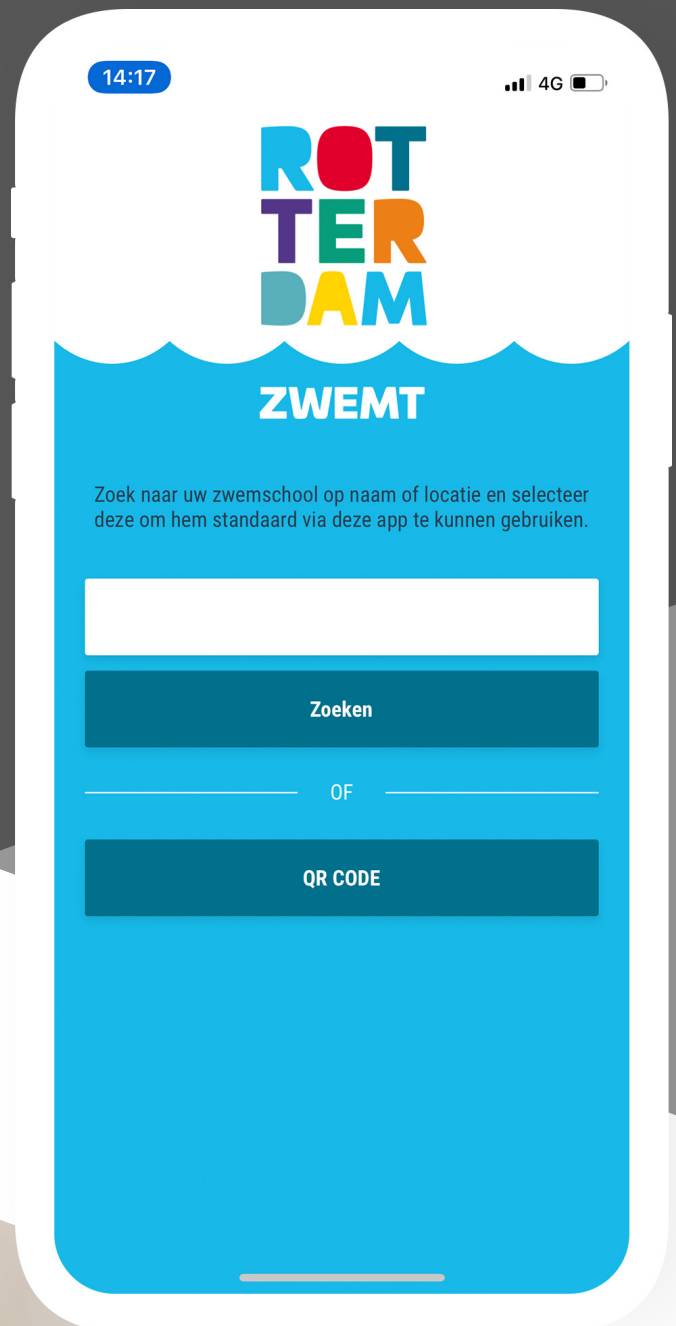 14:17
4G
ROT
TER
DAM
ZWEMT
Zoek naar uw zwemschool op naam of locatie en selecteer
deze om hem standaard via deze app te kunnen gebruiken.
Zoeken
OF
QR CODE